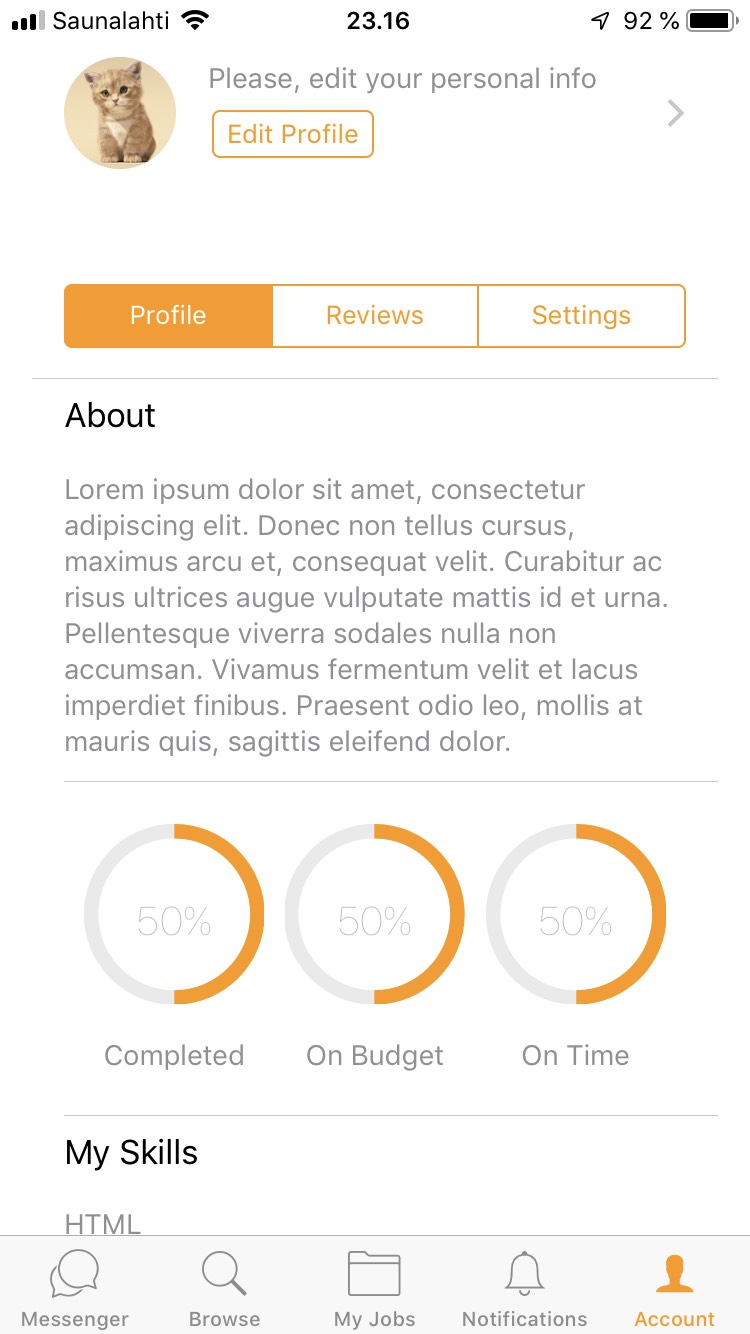 Saunalahti 23.16 92 %
Please, edit your personal info
Edit Profile
Profile Reviews Settings
About
Lorem ipsum dolor sit amet, consectetur
adipiscing elit. Donec non tellus cursus,
maximus arcu et, consequat velit. Curabitur ac
risus ultrices augue vulputate mattis id et urna.
Pellentesque viverra sodales nulla non
accumsan. Vivamus fermentum velit et lacus
imperdiet finibus. Praesent odio leo, mollis at
mauris quis, sagittis eleifend dolor.
50% 50% 50%
Completed On Budget On Time
My Skills
HTML
Messenger Browse My Jobs Notifications Account